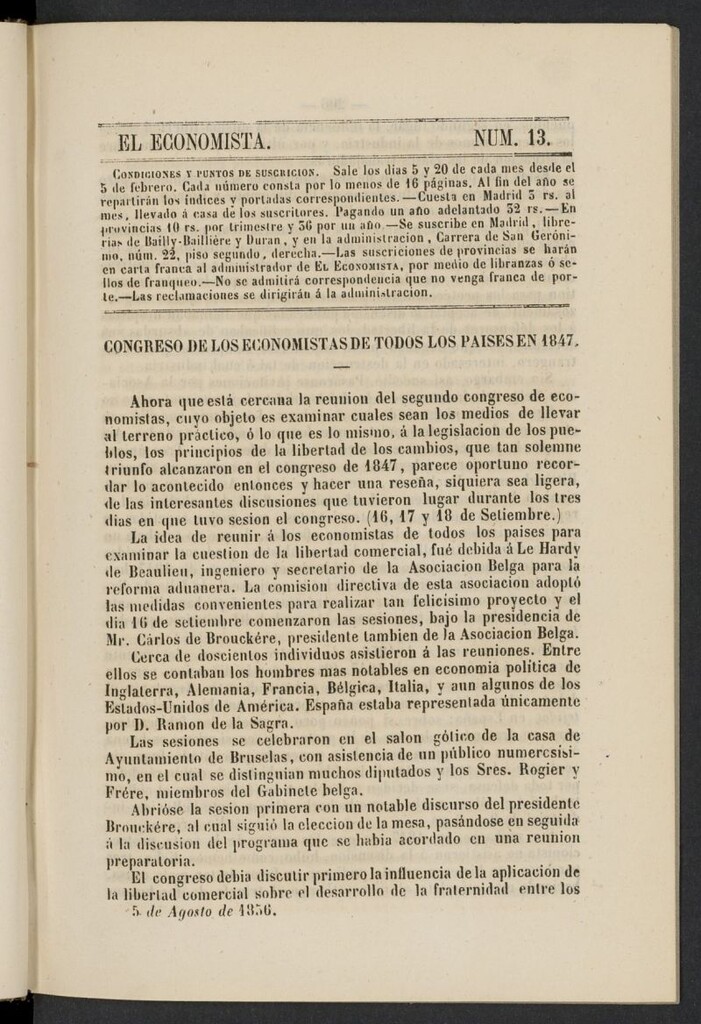 EL ECONOMISTA. NUM. 13.
CONDICIONES Y PUNTOS DE SUSCRICION. Sale los dias 5 y 20 de cada mes desde el
5 de febrero. Cada número consta por lo menos de 16 páginas. Al fin del año se
repartirán los índices y portadas correspondientes.—Cuesta en Madrid 3 rs. al
mes, llevado á casa de los suscritores. Pagando un año adelantado 32 rs.—En
provincias 10 rs. por trimestre y 36 por un año.—Se suscribe en Madrid, libre-
rias de Bailly-Baillière y Duran, y en la administracion, Carrera de San Geróni-
mo, núm. 22, piso segundo, derecha.—Las suscriciones de provincias se harán
en carta franca al administrador de EL ECONOMISTA, por medio de libranzas ó se-
llos de franqueo.—No se admitirá correspondencia que no venga franca de por-
te.—Las reclamaciones se dirigirán á la administracion.
CONGRESO DE LOS ECONOMISTAS DE TODOS LOS PAISES EN 1847.
Ahora que está cercana la reunion del segundo congreso de eco-
nomistas, cuyo objeto es examinar cuales sean los medios de llevar
al terreno práctico, ó lo que es lo mismo, á la legislacion de los pue-
blos, los principios de la libertad de los cambios, que tan solemne
triunfo alcanzaron en el congreso de 1847, parece oportuno recor-
dar lo acontecido entonces y hacer una reseña, siquiera sea ligera,
de las interesantes discusiones que tuvieron lugar durante los tres
dias en que tuvo sesion el congreso. (16, 17 y 18 de Setiembre.)
La idea de reunir á los economistas de todos los paises para
examinar la cuestion de la libertad comercial, fué debida á Le Hardy
de Beaulieu, ingeniero y secretario de la Asociacion Belga para la
reforma aduanera. La comision directiva de esta asociacion adoptó
las medidas convenientes para realizar tan felicisimo proyecto y el
dia 16 de setiembre comenzaron las sesiones, bajo la presidencia de
Mr. Cárlos de Brouckére, presidente tambien de la Asociacion Belga.
Cerca de doscientos individuos asistieron á las reuniones. Entre
ellos se contaban los hombres mas notables en economia política de
Inglaterra, Alemania, Francia, Bélgica, Italia, y aun algunos de los
Estados-Unidos de América. España estaba representada únicamente
por D. Ramon de la Sagra.
Las sesiones se celebraron en el salon gótico de la casa de
Ayuntamiento de Bruselas, con asistencia de un público numerosísi-
mo, en el cual se distinguian muchos diputados y los Sres. Rogier y
Frére, miembros del Gabinete belga.
Abrióse la sesion primera con un notable discurso del presidente
Brouckére, al cual siguió la eleccion de la mesa, pasándose en seguida
á la discusion del programa que se habia acordado en una reunion
preparatoria.
El congreso debia discutir primero la influencia de la aplicación de
la libertad comercial sobre el desarrollo de la fraternidad entre los
5 de Agosto de 1856.